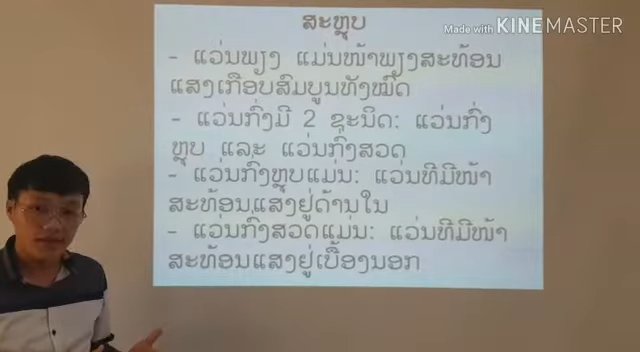 ສະຫຼຸບ
Made with KINEMASTER
- ແວ່ນພຽງ ແມ່ນໜ້າພຽງສະທ້ອນ
ແສງເກືອບສົມບູນທັງໝົດ
- ແວ່ນກົ່ງມີ 2 ຊະນິດ: ແວ່ນກົ່ງ
ຫຼຸບ ແລະ ແວ່ນກົ່ງສວດ
- ແວ່ນກົ່ງຫຼຸບແມ່ນ: ແວ່ນທີ່ມີໜ້າ
ສະທ້ອນແສງຢູ່ດ້ານໃນ
- ແວ່ນກົ່ງສວດແມ່ນ: ແວ່ນທີ່ມີໜ້າ
ສະທ້ອນແສງຢູ່ເບື້ອງນອກ